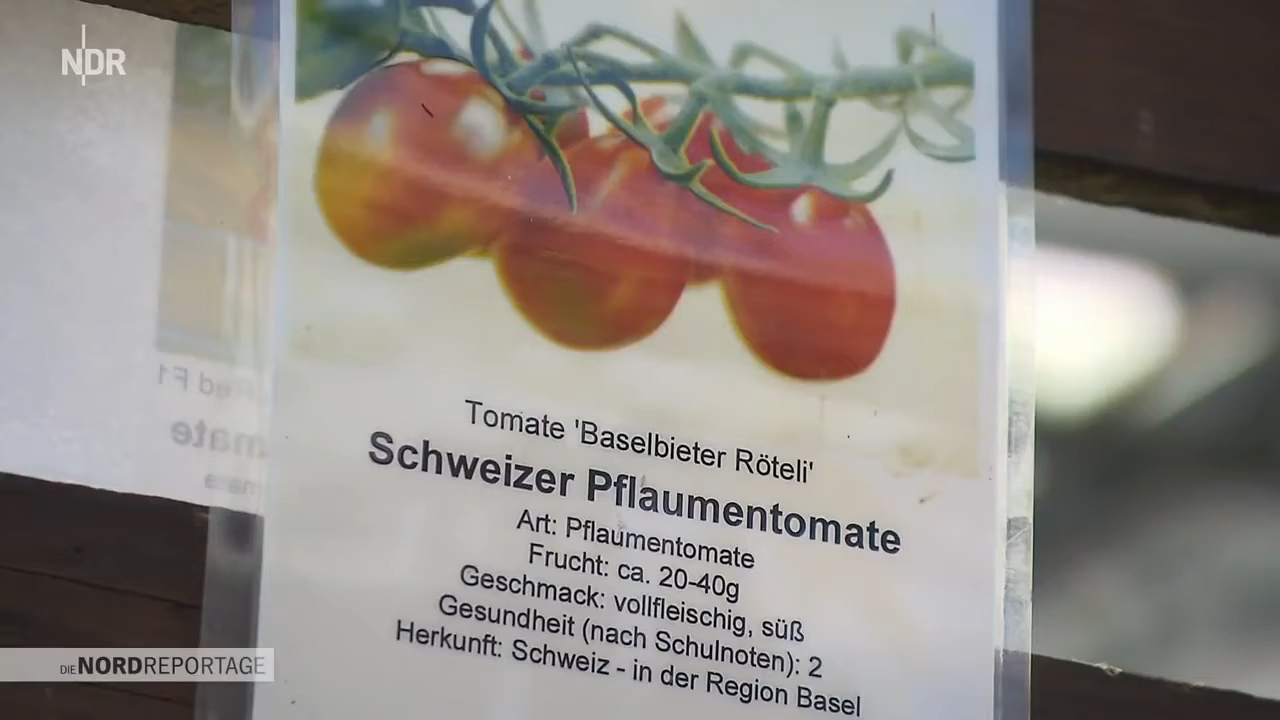 NDR
Tomate 'Baselbieter Röteli'
Schweizer Pflaumentomate
Art: Pflaumentomate
Frucht: ca. 20-40g
Geschmack: vollfleischig, süß
Gesundheit (nach Schulnoten): 2
Herkunft: Schweiz - in der Region Basel
DIE NORDREPORTAGE